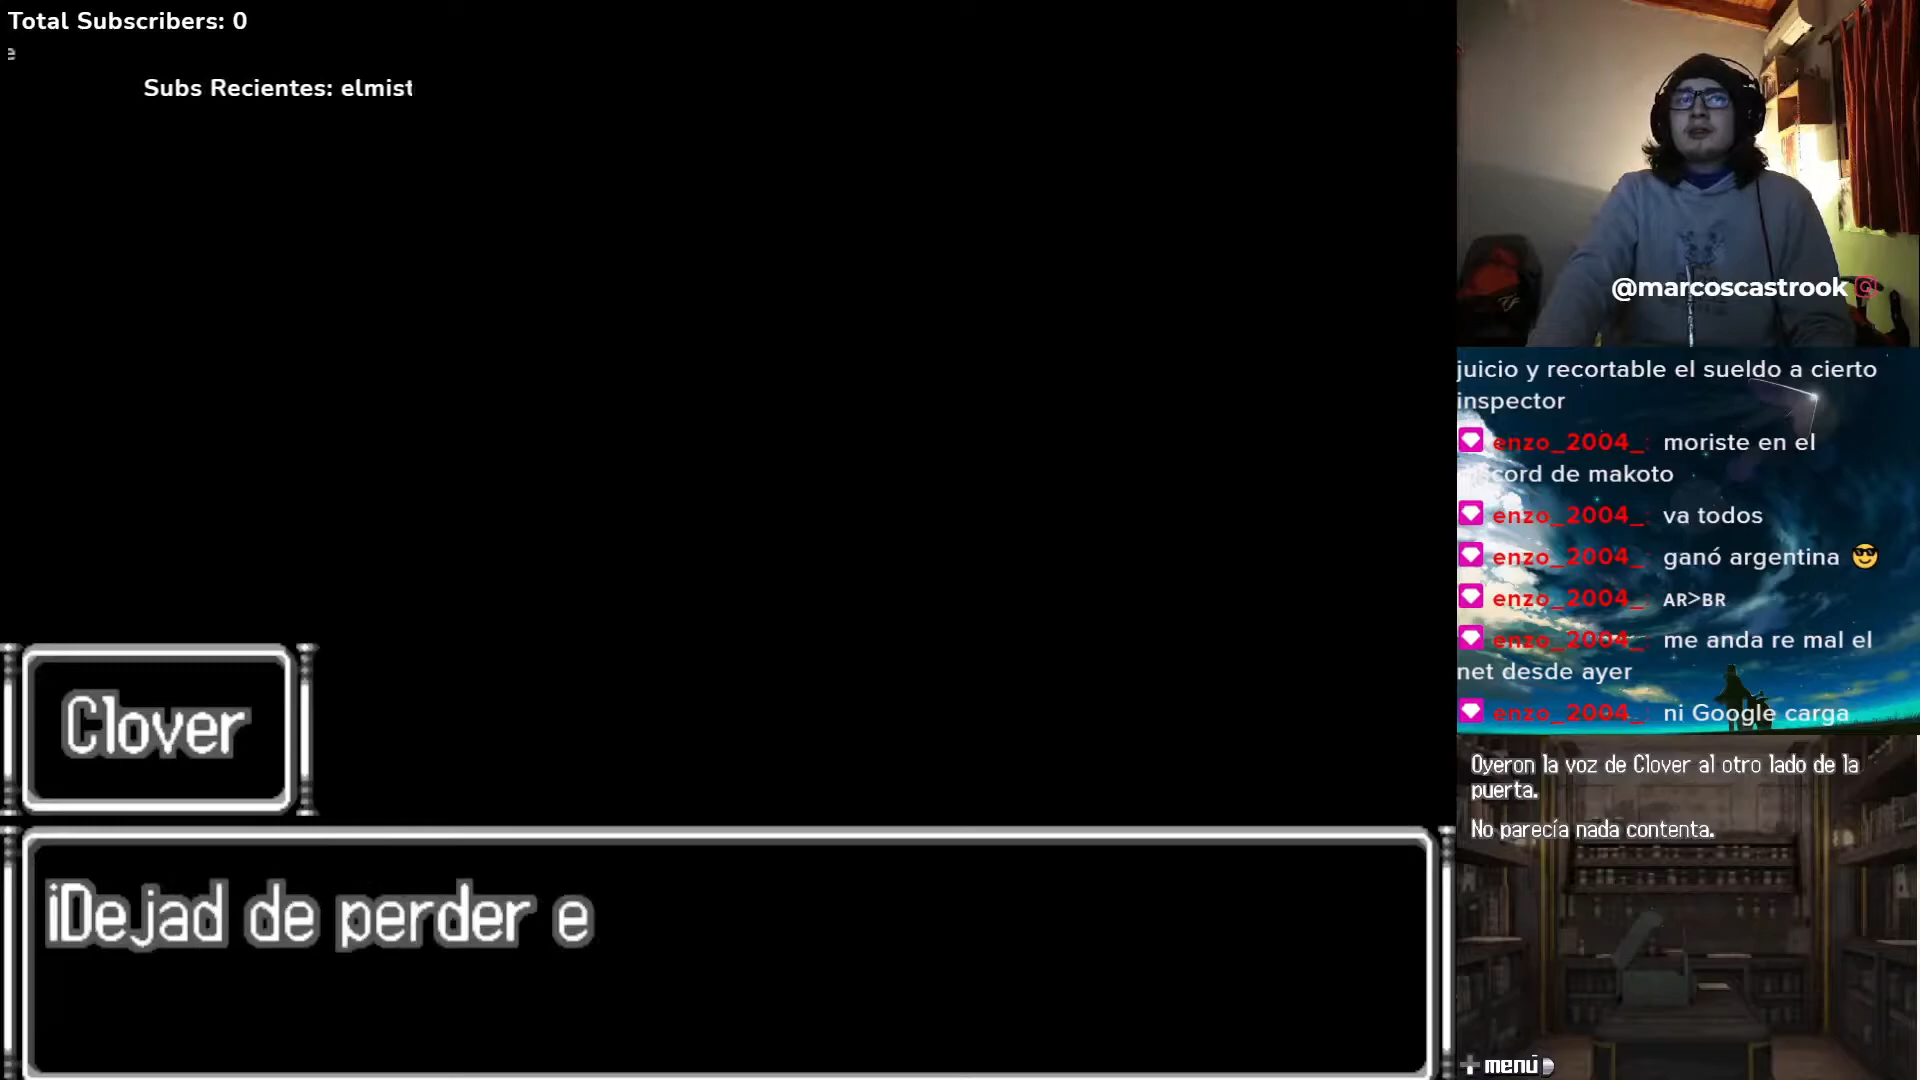 Total Subscribers: 0
e
Subs Recientes: elmist
@marcoscastrook
juicio y recortable el sueldo a cierto
inspector
enzo_2004_: moriste en el
cord de makoto
enzo_2004_: va todos
enzo_2004_: ganó argentina 😎
enzo_2004_: AR>BR
enzo_2004_: me anda re mal el
net desde ayer
enzo_2004_: ni Google carga
Clover
¡Dejad de perder e
Oyeron la voz de Clover al otro lado de la
puerta.
No parecía nada contenta.
menú